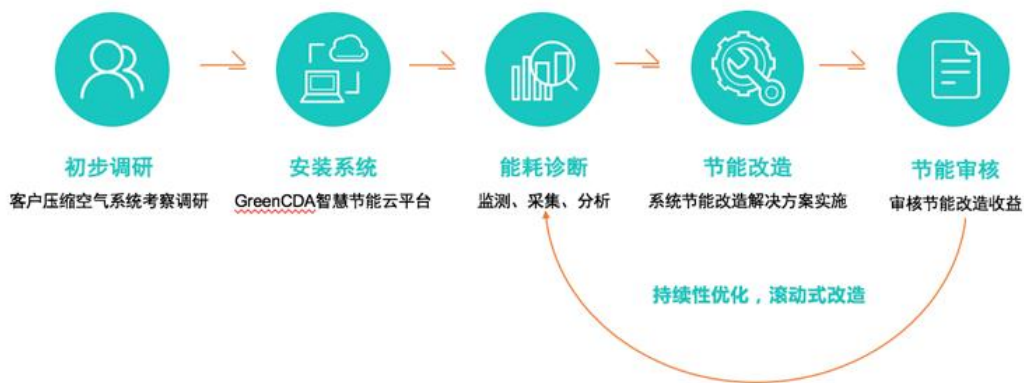 初步调研
安装系统
能耗诊断
节能改造
节能审核
客户压缩空气系统考察调研
GreenCDA智慧节能云平台
监测、采集、分析
系统节能改造解决方案实施
审核节能改造收益
持续性优化，滚动式改造